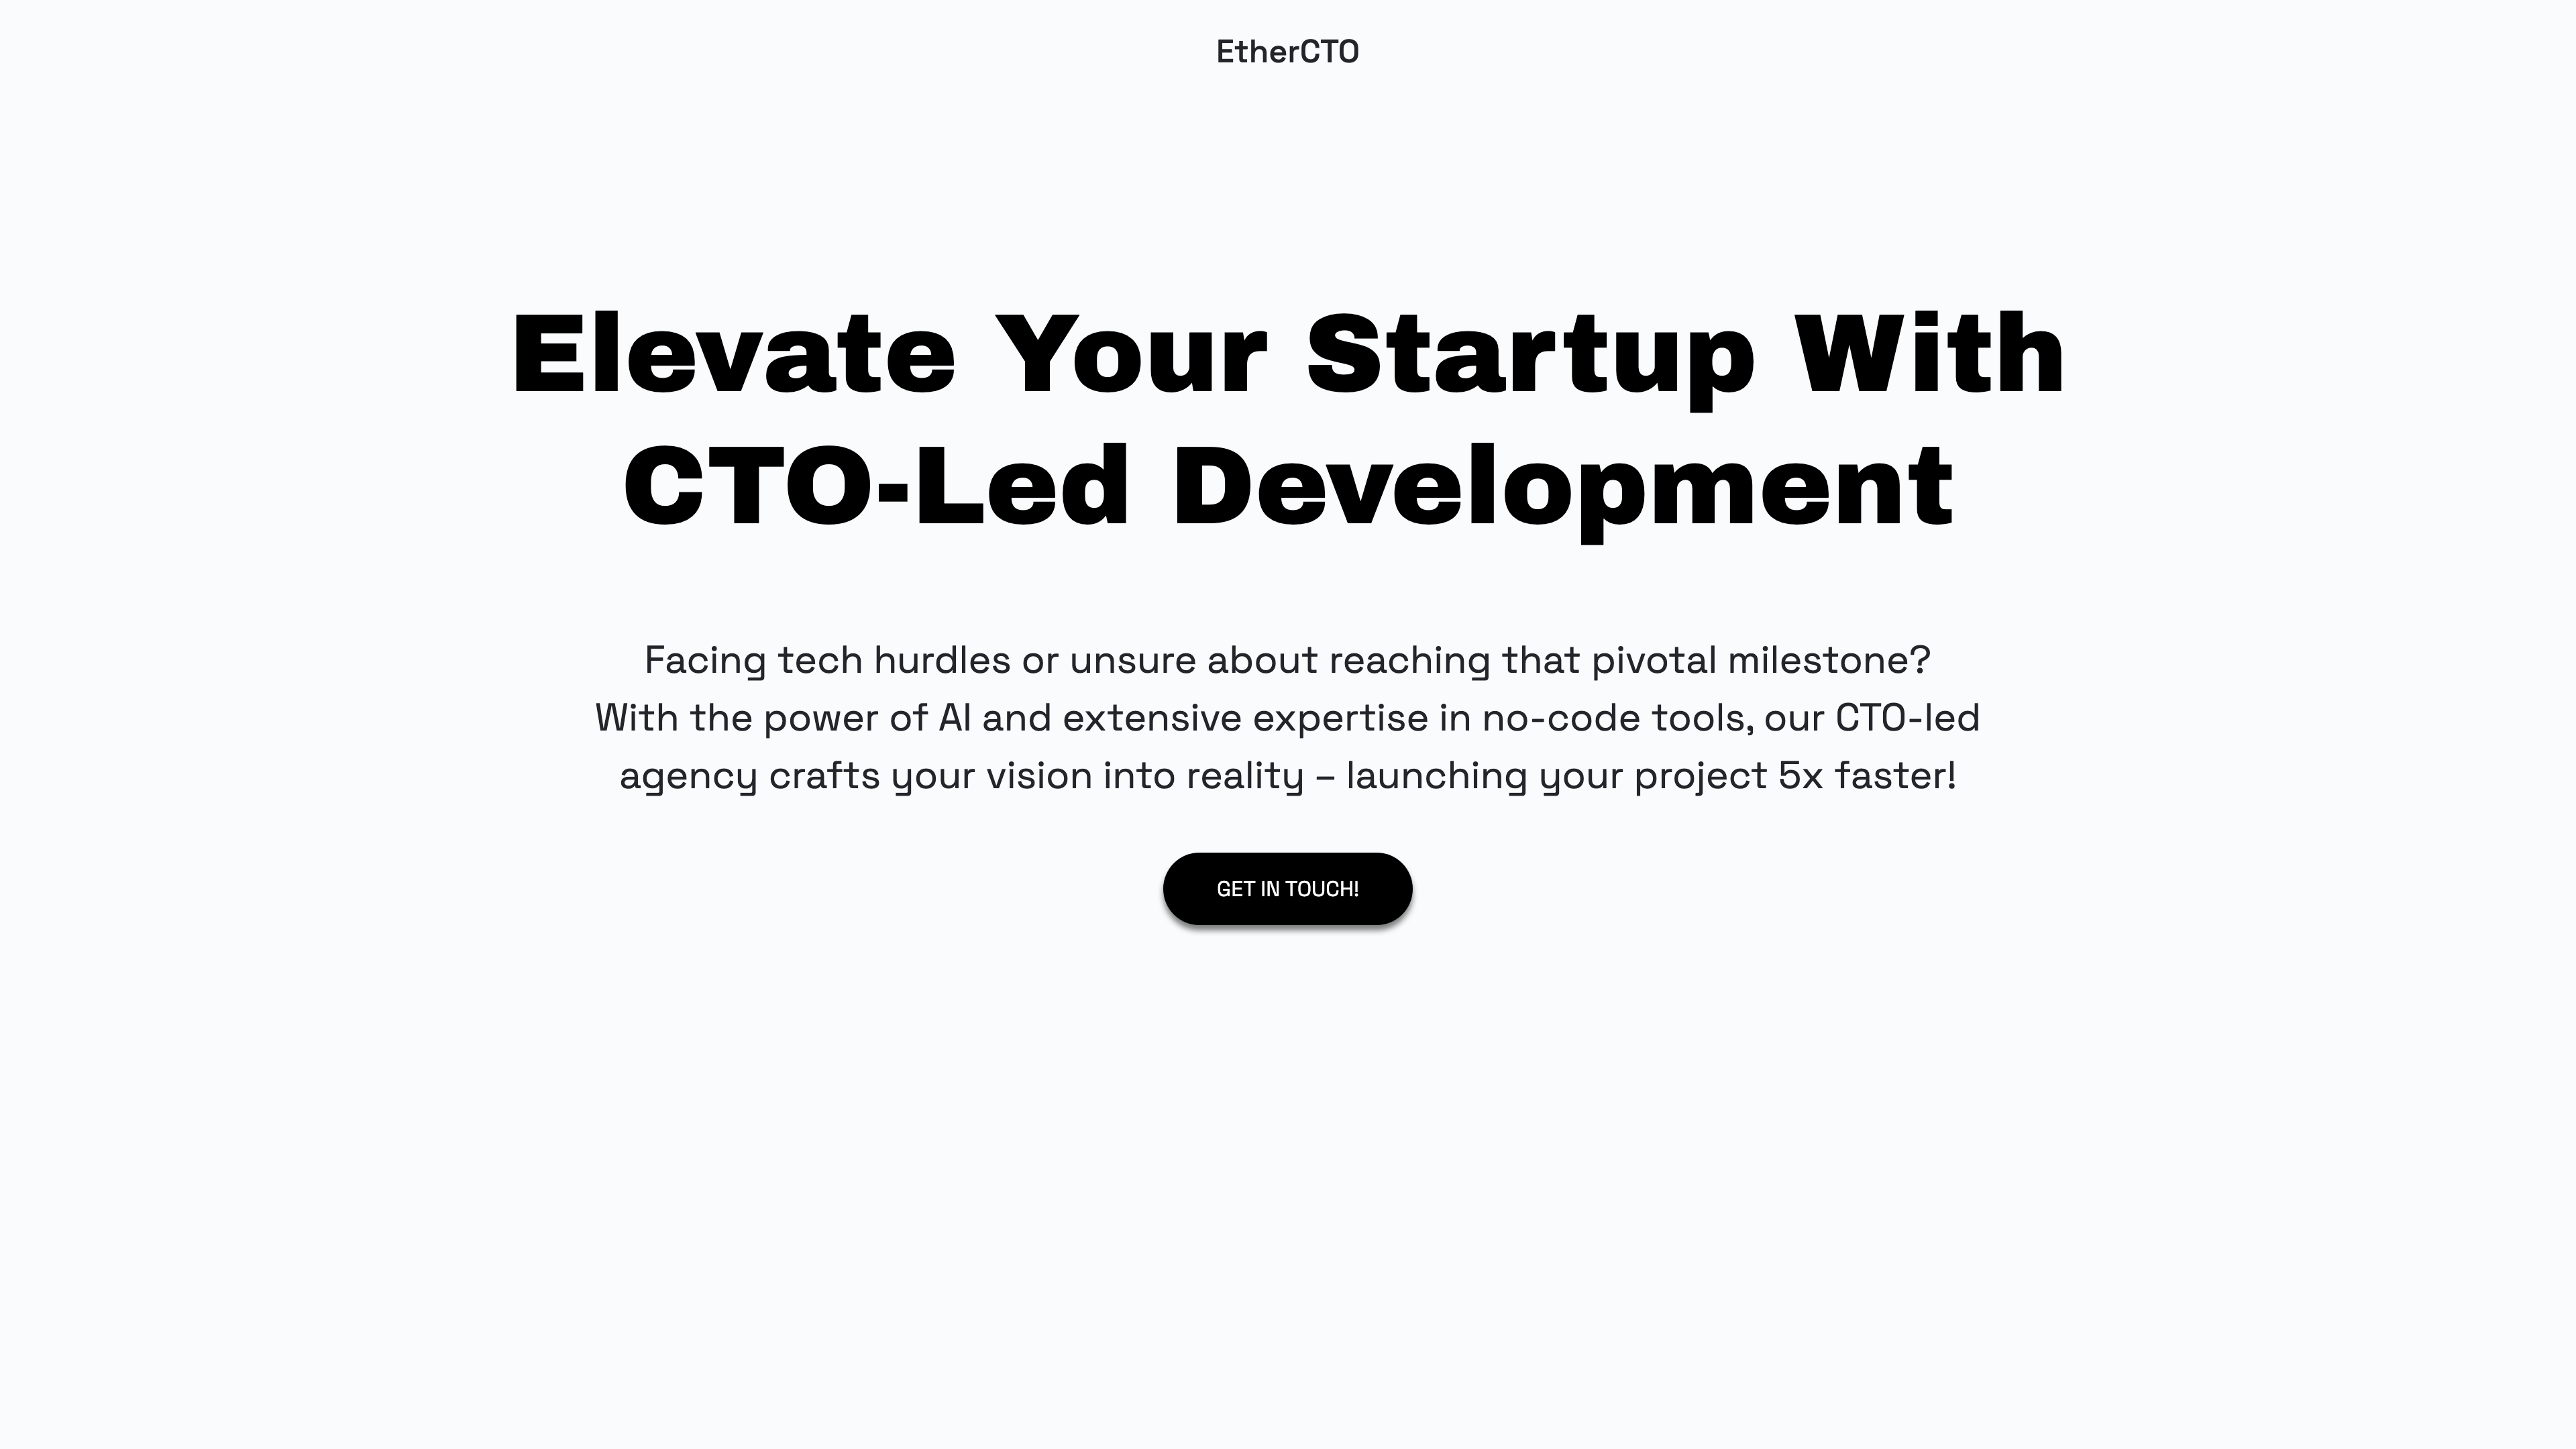 EtherCTO
Elevate Your Startup With
CTO-Led Development
Facing tech hurdles or unsure about reaching that pivotal milestone?
With the power of AI and extensive expertise in no-code tools, our CTO-led
agency crafts your vision into reality – launching your project 5x faster!
GET IN TOUCH!